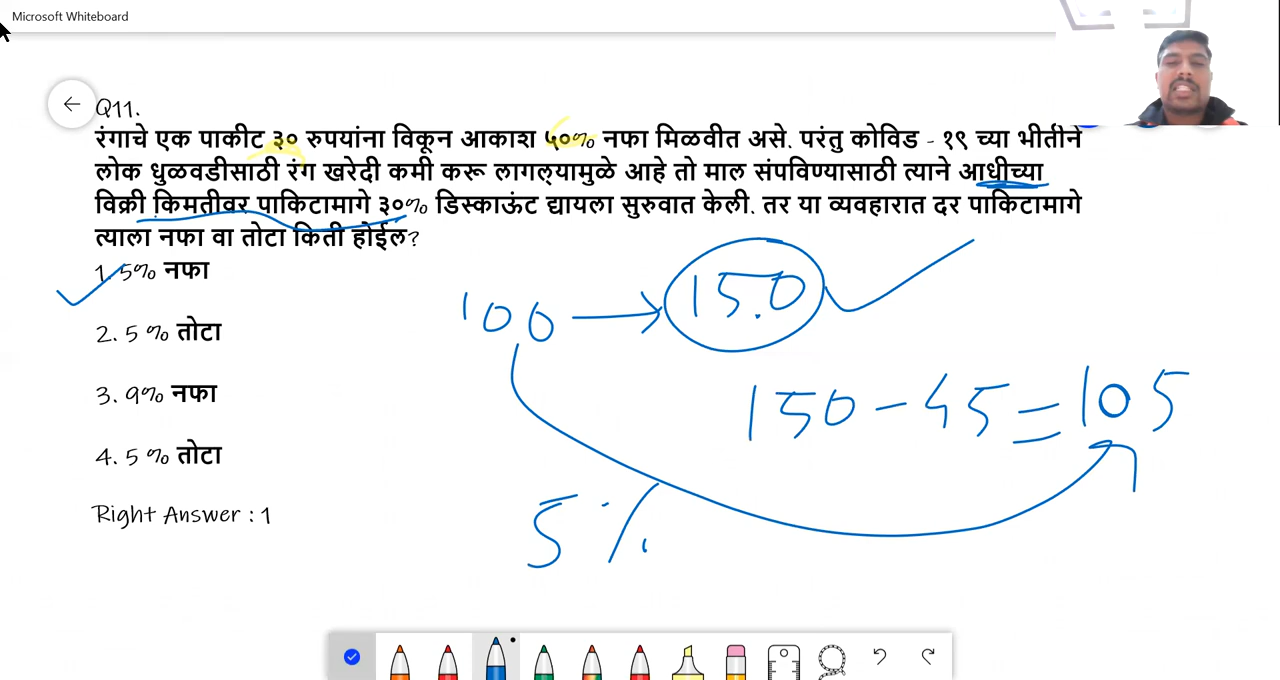 Microsoft Whiteboard
Q11.
रंगाचे एक पाकीट ३० रुपयांना विकून आकाश ५०% नफा मिळवीत असे. परंतु कोविड - १९ च्या भीतीने
लोक धुळवडीसाठी रंग खरेदी कमी करू लागल्यामुळे आहे तो माल संपविण्यासाठी त्याने आधीच्या
विक्री किमतीवर पाकिटामागे ३०% डिस्काऊंट द्यायला सुरुवात केली. तर या व्यवहारात दर पाकिटामागे
त्याला नफा वा तोटा किती होईल?
1. 5% नफा
100 → 15.0
2. 5 % तोटा
150 - 45 = 105
3. 9% नफा
4. 5 % तोटा
5 %
Right Answer : 1